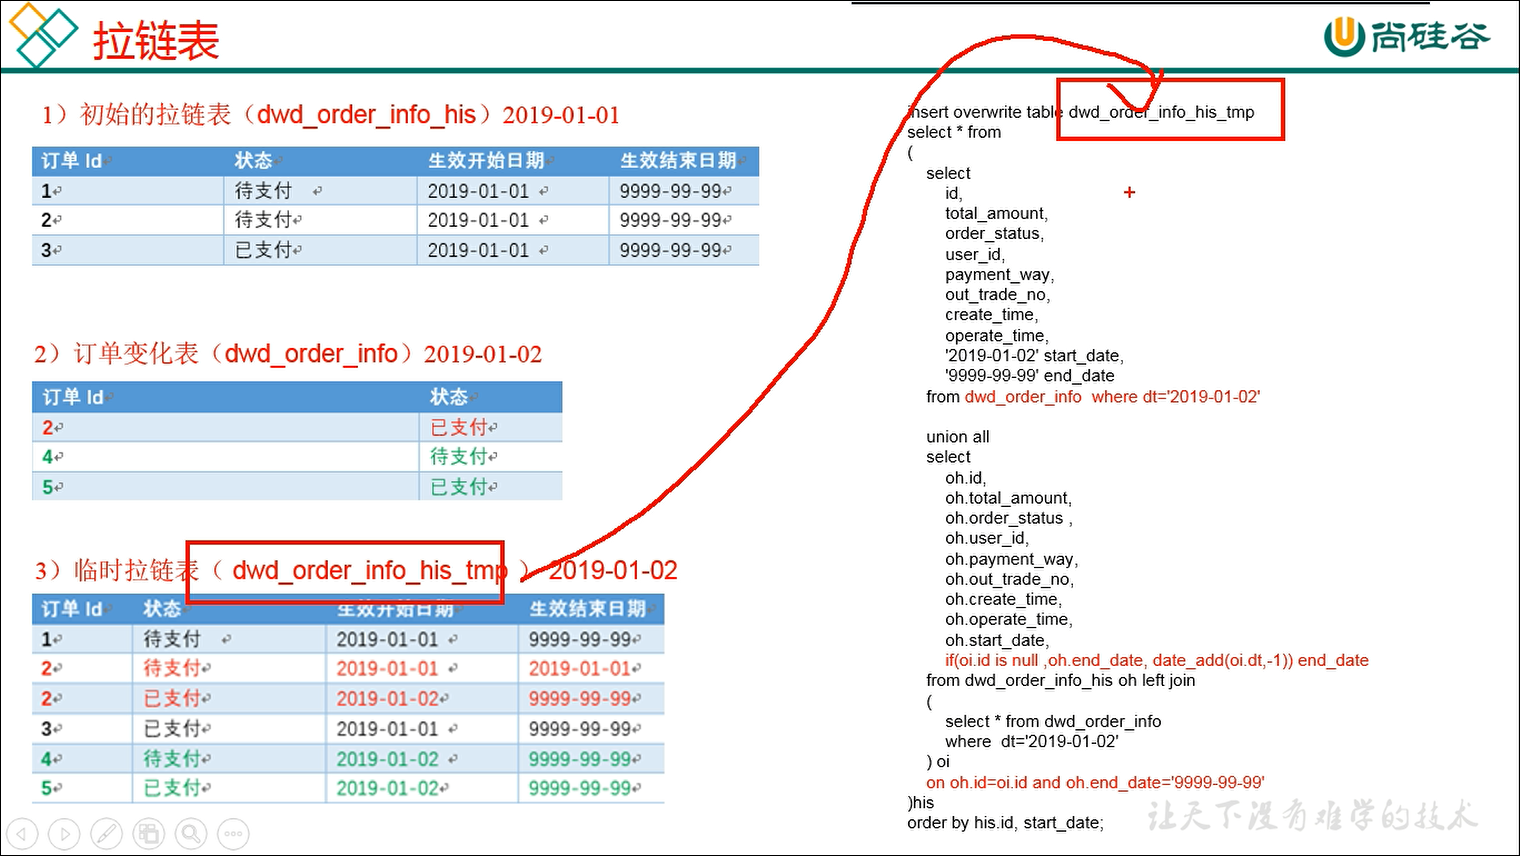 拉链表
尚硅谷
1）初始的拉链表（dwd_order_info_his）2019-01-01
订单 Id 状态 生效开始日期 生效结束日期
1 待支付 2019-01-01 9999-99-99
2 待支付 2019-01-01 9999-99-99
3 已支付 2019-01-01 9999-99-99
2）订单变化表（dwd_order_info）2019-01-02
订单 Id 状态
2 已支付
4 待支付
5 已支付
3）临时拉链表（ dwd_order_info_his_tmp ） 2019-01-02
订单 Id 状态 生效开始日期 生效结束日期
1 待支付 2019-01-01 9999-99-99
2 待支付 2019-01-01 2019-01-01
2 已支付 2019-01-02 9999-99-99
3 已支付 2019-01-01 9999-99-99
4 待支付 2019-01-02 9999-99-99
5 已支付 2019-01-02 9999-99-99
insert overwrite table dwd_order_info_his_tmp
select * from
(
select
id,
total_amount,
order_status,
user_id,
payment_way,
out_trade_no,
create_time,
operate_time,
'2019-01-02' start_date,
'9999-99-99' end_date
from dwd_order_info where dt='2019-01-02'
union all
select
oh.id,
oh.total_amount,
oh.order_status ,
oh.user_id,
oh.payment_way,
oh.out_trade_no,
oh.create_time,
oh.operate_time,
oh.start_date,
if(oi.id is null ,oh.end_date, date_add(oi.dt,-1)) end_date
from dwd_order_info_his oh left join
(
select * from dwd_order_info
where dt='2019-01-02'
) oi
on oh.id=oi.id and oh.end_date='9999-99-99'
)his
order by his.id, start_date;
让天下没有难学的技术